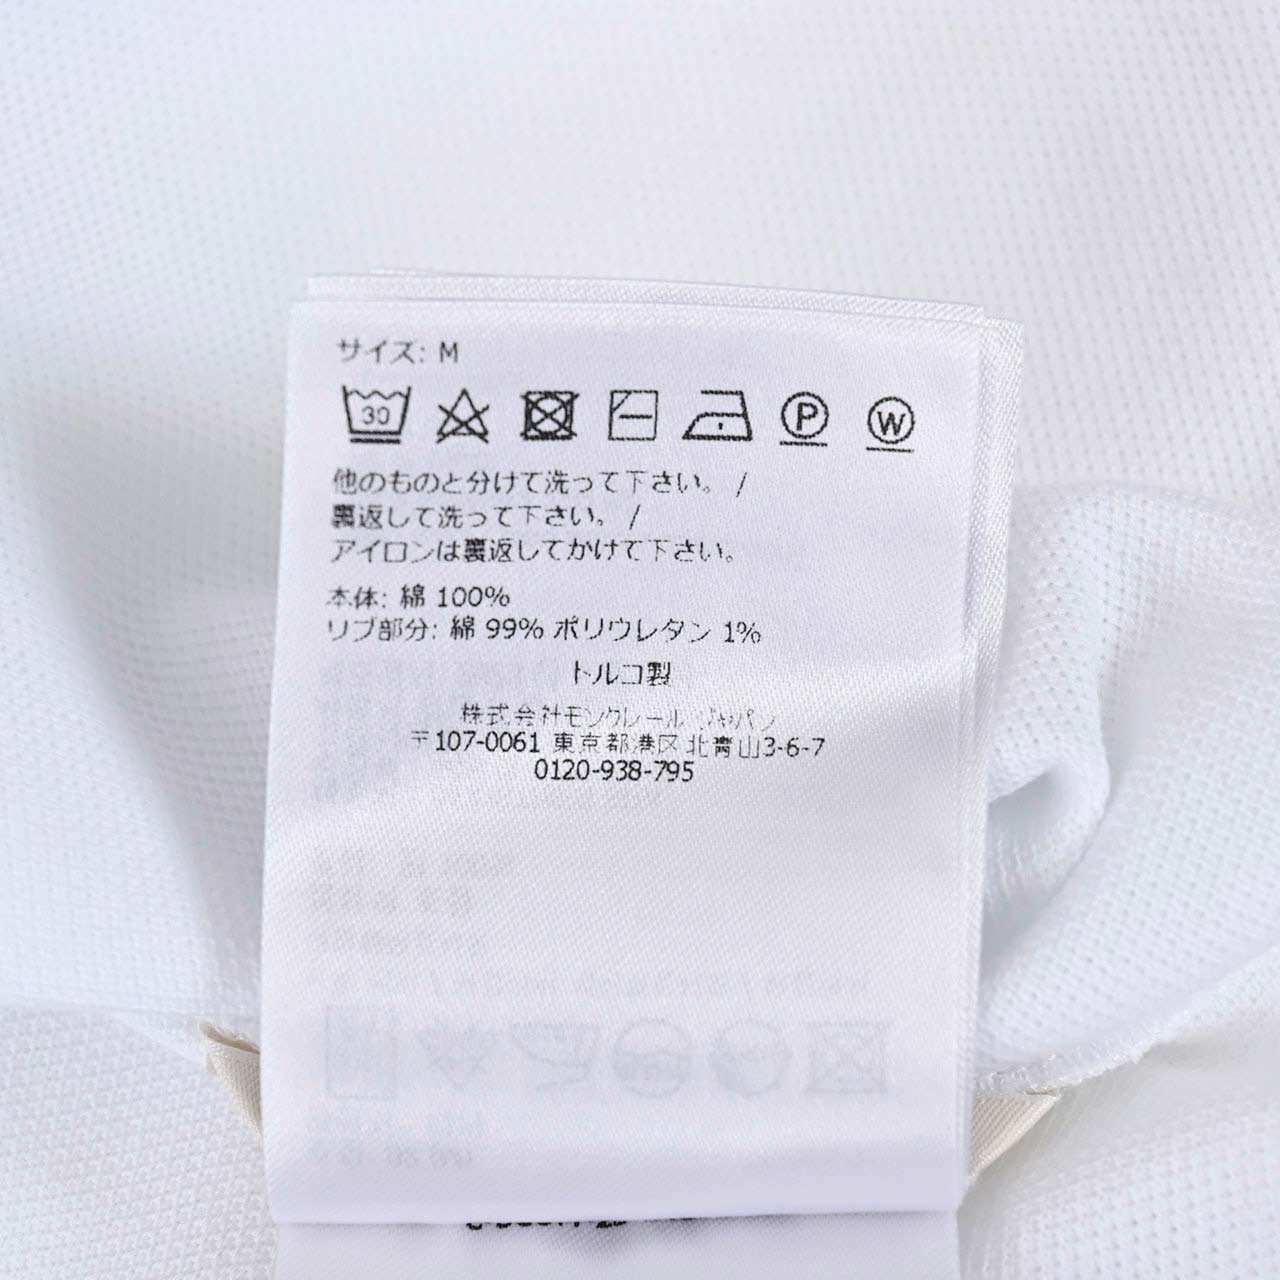 サイズ: M
30
P W
他のものと分けて洗って下さい。 /
裏返して洗って下さい。 /
アイロンは裏返してかけて下さい。
本体: 綿 100%
リブ部分: 綿 99% ポリウレタン 1%
トルコ製
株式会社モンクレール ジャパン
〒107-0061 東京都港区北青山3-6-7
0120-938-795